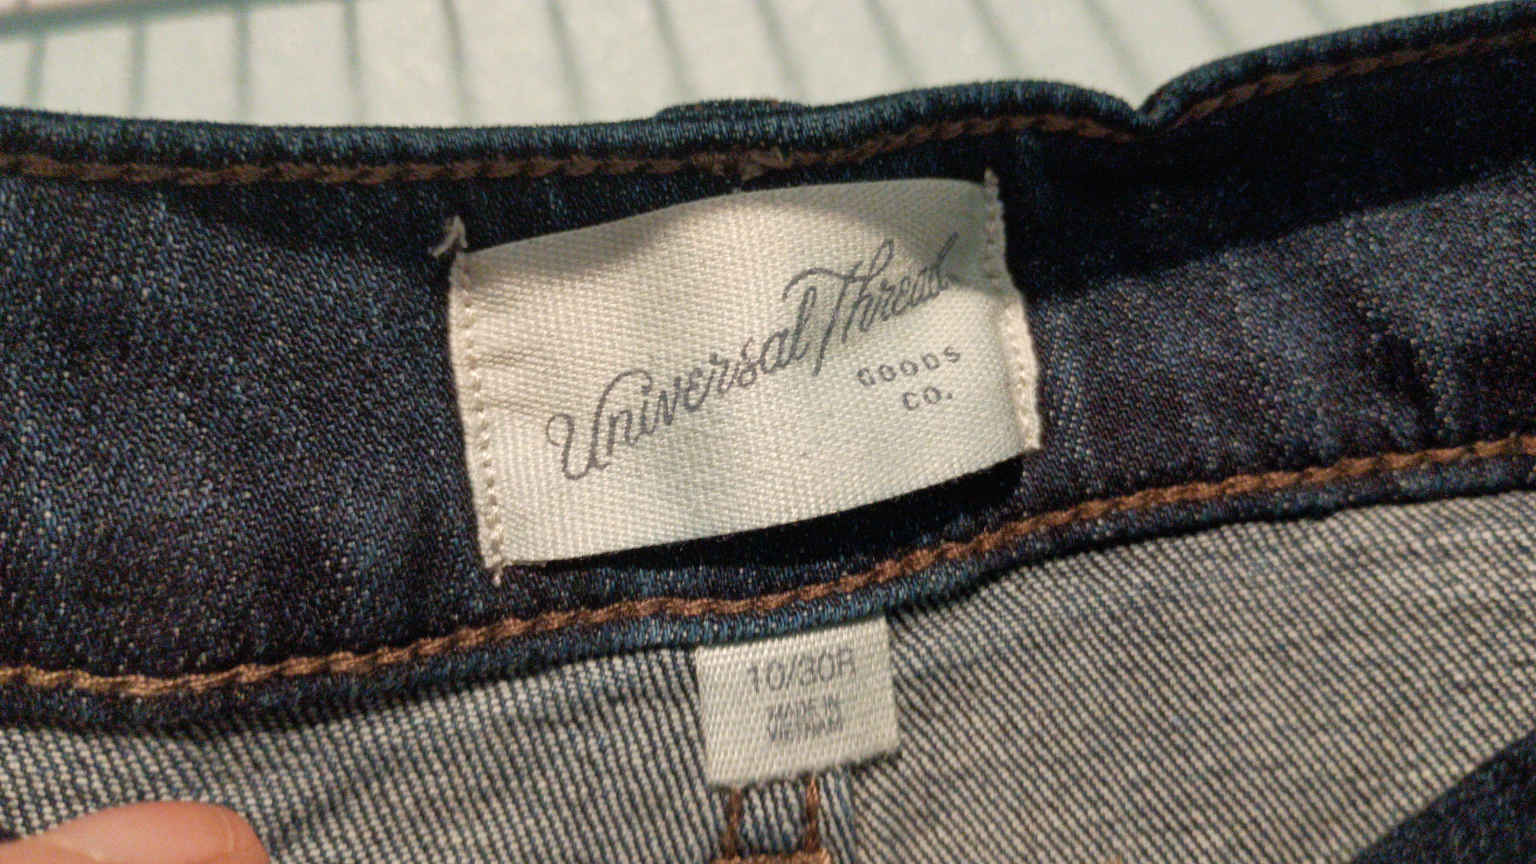 Universal Thread
GOODS
CO.
10/30R
MADE IN
VIETNAM